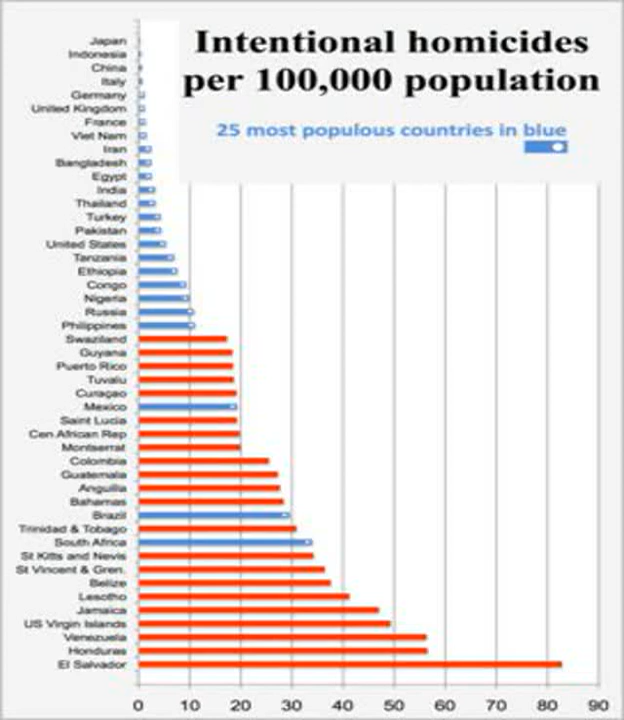 Intentional homicides
per 100,000 population
25 most populous countries in blue
Japan
Indonesia
China
Italy
Germany
United Kingdom
France
Viet Nam
Iran
Bangladesh
Egypt
India
Thailand
Turkey
Pakistan
United States
Tanzania
Ethiopia
Congo
Nigeria
Russia
Philippines
Swaziland
Guyana
Puerto Rico
Tuvalu
Curaçao
Mexico
Saint Lucia
Cen African Rep
Montserrat
Colombia
Guatemala
Anguilla
Bahamas
Brazil
Trinidad & Tobago
South Africa
St Kitts and Nevis
St Vincent & Gren.
Belize
Lesotho
Jamaica
US Virgin Islands
Venezuela
Honduras
El Salvador
0 10 20 30 40 50 60 70 80 90